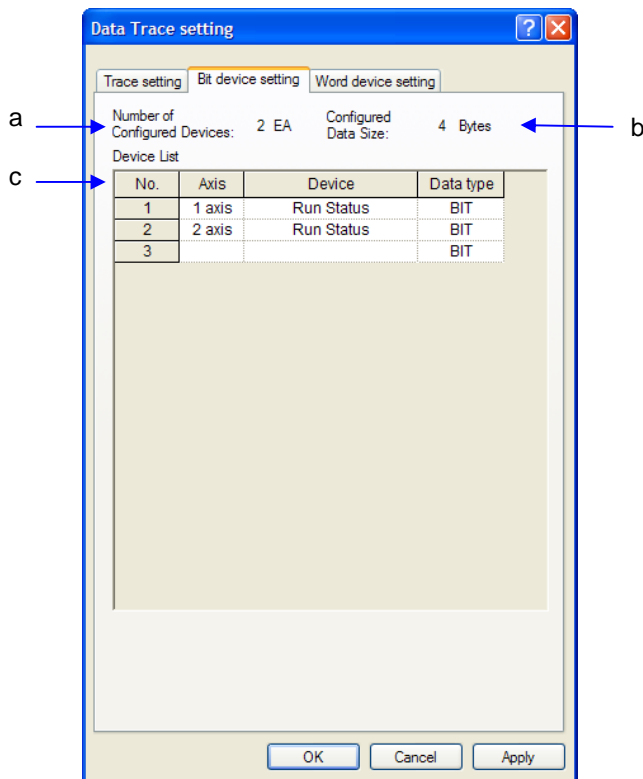 Data Trace setting
Trace setting Bit device setting Word device setting
a
Number of
Configured Devices: 2 EA Configured
Data Size: 4 Bytes
b
Device List
c
No. Axis Device Data type
1 1 axis Run Status BIT
2 2 axis Run Status BIT
3 BIT
OK Cancel Apply